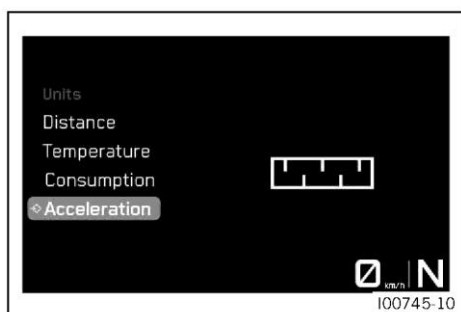 Units
Distance
Temperature
Consumption
Acceleration
0 km/h N
I00745-10